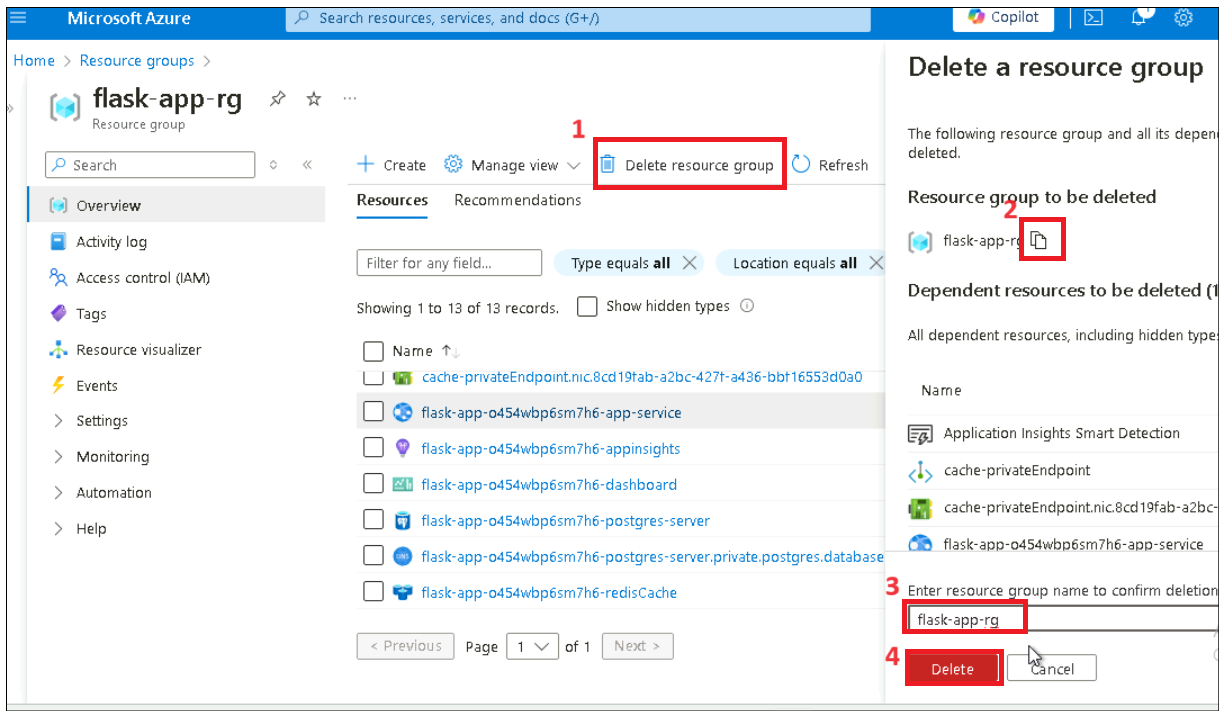 Microsoft Azure
Search resources, services, and docs (G+/)
Copilot
Home > Resource groups >
flask-app-rg
Resource group
Search
Overview
Activity log
Access control (IAM)
Tags
Resource visualizer
Events
Settings
Monitoring
Automation
Help
1
Create
Manage view
Delete resource group
Refresh
Resources
Recommendations
Filter for any field...
Type equals all
Location equals all
Showing 1 to 13 of 13 records.
Show hidden types
Name
cache-privateEndpoint.nic.8cd19fab-a2bc-427f-a436-bbf16553d0a0
flask-app-o454wbp6sm7h6-app-service
flask-app-o454wbp6sm7h6-appinsights
flask-app-o454wbp6sm7h6-dashboard
flask-app-o454wbp6sm7h6-postgres-server
flask-app-o454wbp6sm7h6-postgres-server.private.postgres.database
flask-app-o454wbp6sm7h6-redisCache
< Previous
Page 1 of 1
Next >
Delete a resource group
The following resource group and all its depen
deleted.
Resource group to be deleted
2
flask-app-rg
Dependent resources to be deleted (1
All dependent resources, including hidden type
Name
Application Insights Smart Detection
cache-privateEndpoint
cache-privateEndpoint.nic.8cd19fab-a2bc-
flask-app-o454wbp6sm7h6-app-service
3
Enter resource group name to confirm deletion
flask-app-rg
4
Delete
Cancel